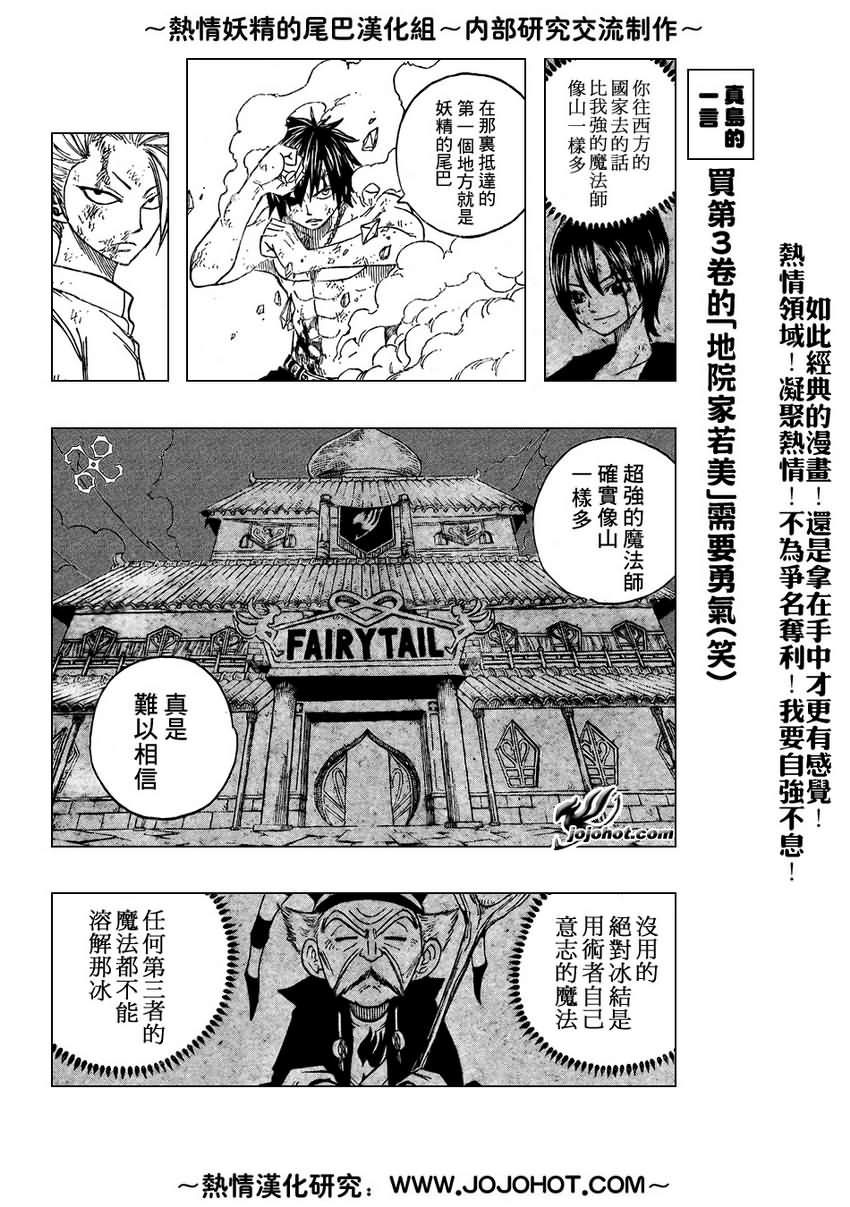 ～熱情妖精的尾巴漢化組～内部研究交流制作～
真島的
一言
買第3卷的「地院家若美」需要勇氣(笑)
如此經典的漫畫！還是拿在手中才更有感覺！
熱情領域！凝聚熱情！不為爭名奪利！我要自強不息！
你往西方的
國家去的話
比我強的魔法師
像山一樣多
在那裏抵達的
第一個地方就是
妖精的尾巴
超強的魔法師
確實像山
一樣多
FAIRY TAIL
真是
難以相信
jojohot.com
沒用的
絕對冰結是
用術者自己
意志的魔法
任何第三者的
魔法都不能
溶解那冰
～熱情漢化研究：WWW.JOJOHOT.COM～